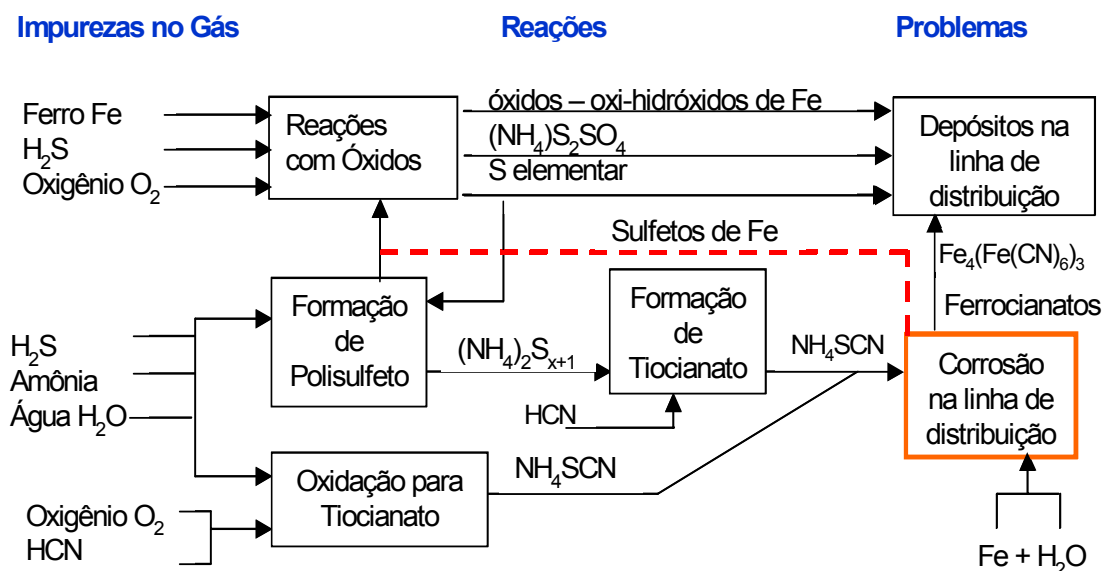 Impurezas no Gás
Reações
Problemas
Ferro Fe
H₂S
Oxigênio O₂
Reações
com Óxidos
óxidos – oxi-hidróxidos de Fe
(NH₄)S₂SO₄
S elementar
Depósitos na
linha de
distribuição
Sulfetos de Fe
Fe₄(Fe(CN)₆)₃
Ferrocianatos
H₂S
Amônia
Água H₂O
Formação
de
Polisulfeto
(NH₄)₂Sₓ₊₁
HCN
Formação
de
Tiocianato
NH₄SCN
Corrosão
na linha de
distribuição
Oxigênio O₂
HCN
Oxidação para
Tiocianato
NH₄SCN
Fe + H₂O